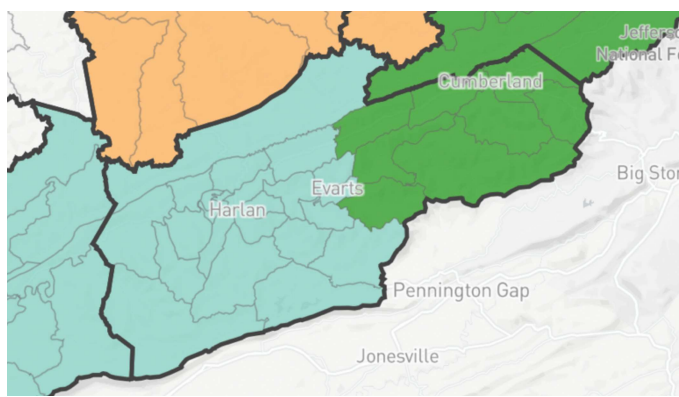 Jefferso
National Fo
Cumberland
Big Ston
Evarts
Harlan
Pennington Gap
Jonesville